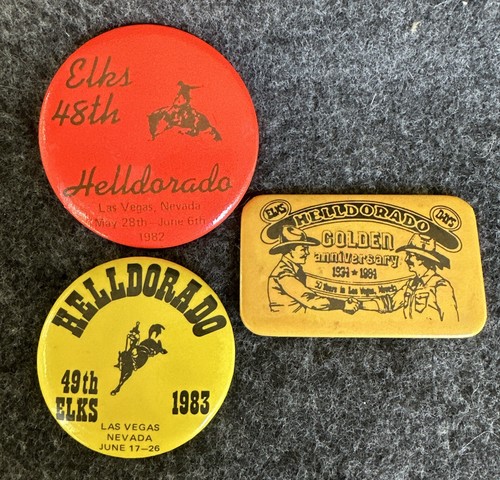 Elks
48th
Helldorado
Las Vegas, Nevada
May 28th-June 6th
1982
ELKS HELLDORADO ELKS
GOLDEN
anniversary
1934 ★ 1984
50 Years in Las Vegas, Nevada
HELLDORADO
49th
ELKS
1983
LAS VEGAS
NEVADA
JUNE 17-26